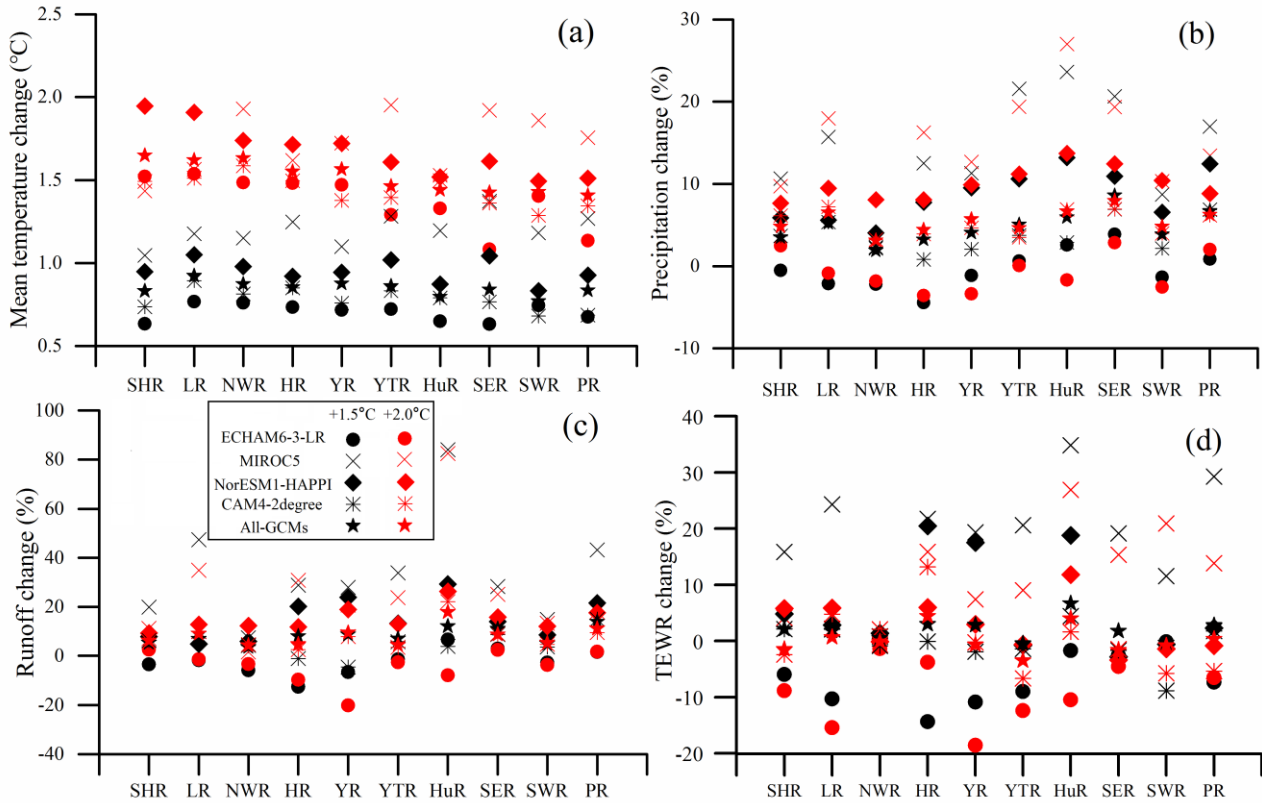 (a)
Mean temperature change (°C)
2.5
2.0
1.5
1.0
0.5
SHR LR NWR HR YR YTR HuR SER SWR PR
(b)
Precipitation change (%)
30
20
10
0
-10
SHR LR NWR HR YR YTR HuR SER SWR PR
(c)
Runoff change (%)
100
80
60
40
20
0
-20
-40
SHR LR NWR HR YR YTR HuR SER SWR PR
+1.5°C +2.0°C
ECHAM6-3-LR
MIROC5
NorESM1-HAPPI
CAM4-2degree
All-GCMs
(d)
TEWR change (%)
40
30
20
10
0
-10
-20
SHR LR NWR HR YR YTR HuR SER SWR PR